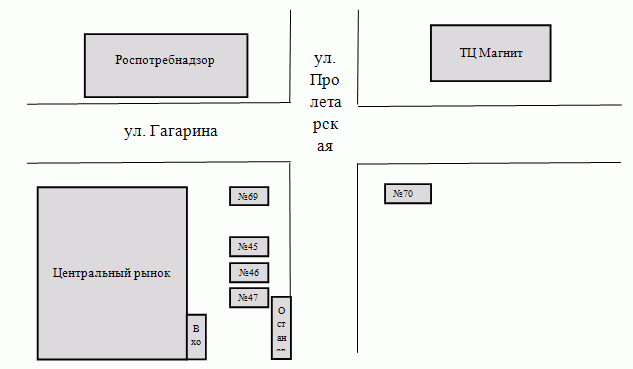 Роспотребнадзор
ТЦ Магнит
ул.
Про
лета
рск
ая
ул. Гагарина
№69
№70
№45
№46
№47
Центральный рынок
В
хо
О
ст
ан